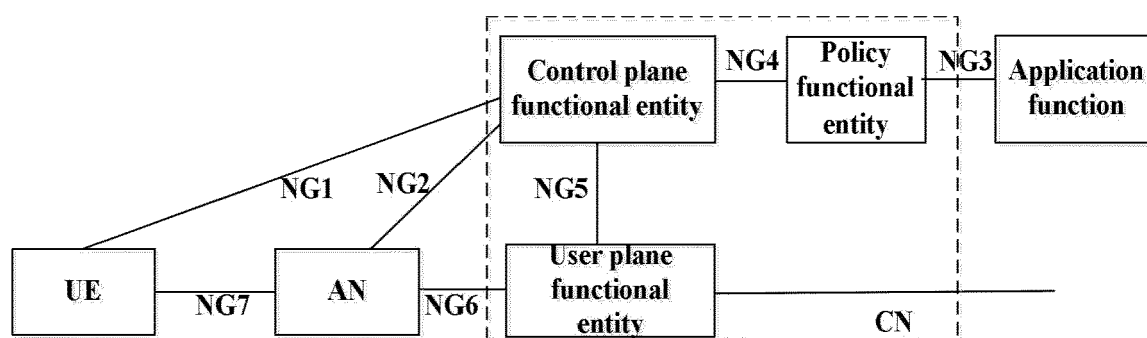 Control plane
functional entity
NG4
Policy
functional
entity
NG3
Application
function
NG1
NG2
NG5
UE
NG7
AN
NG6
User plane
functional
entity
CN